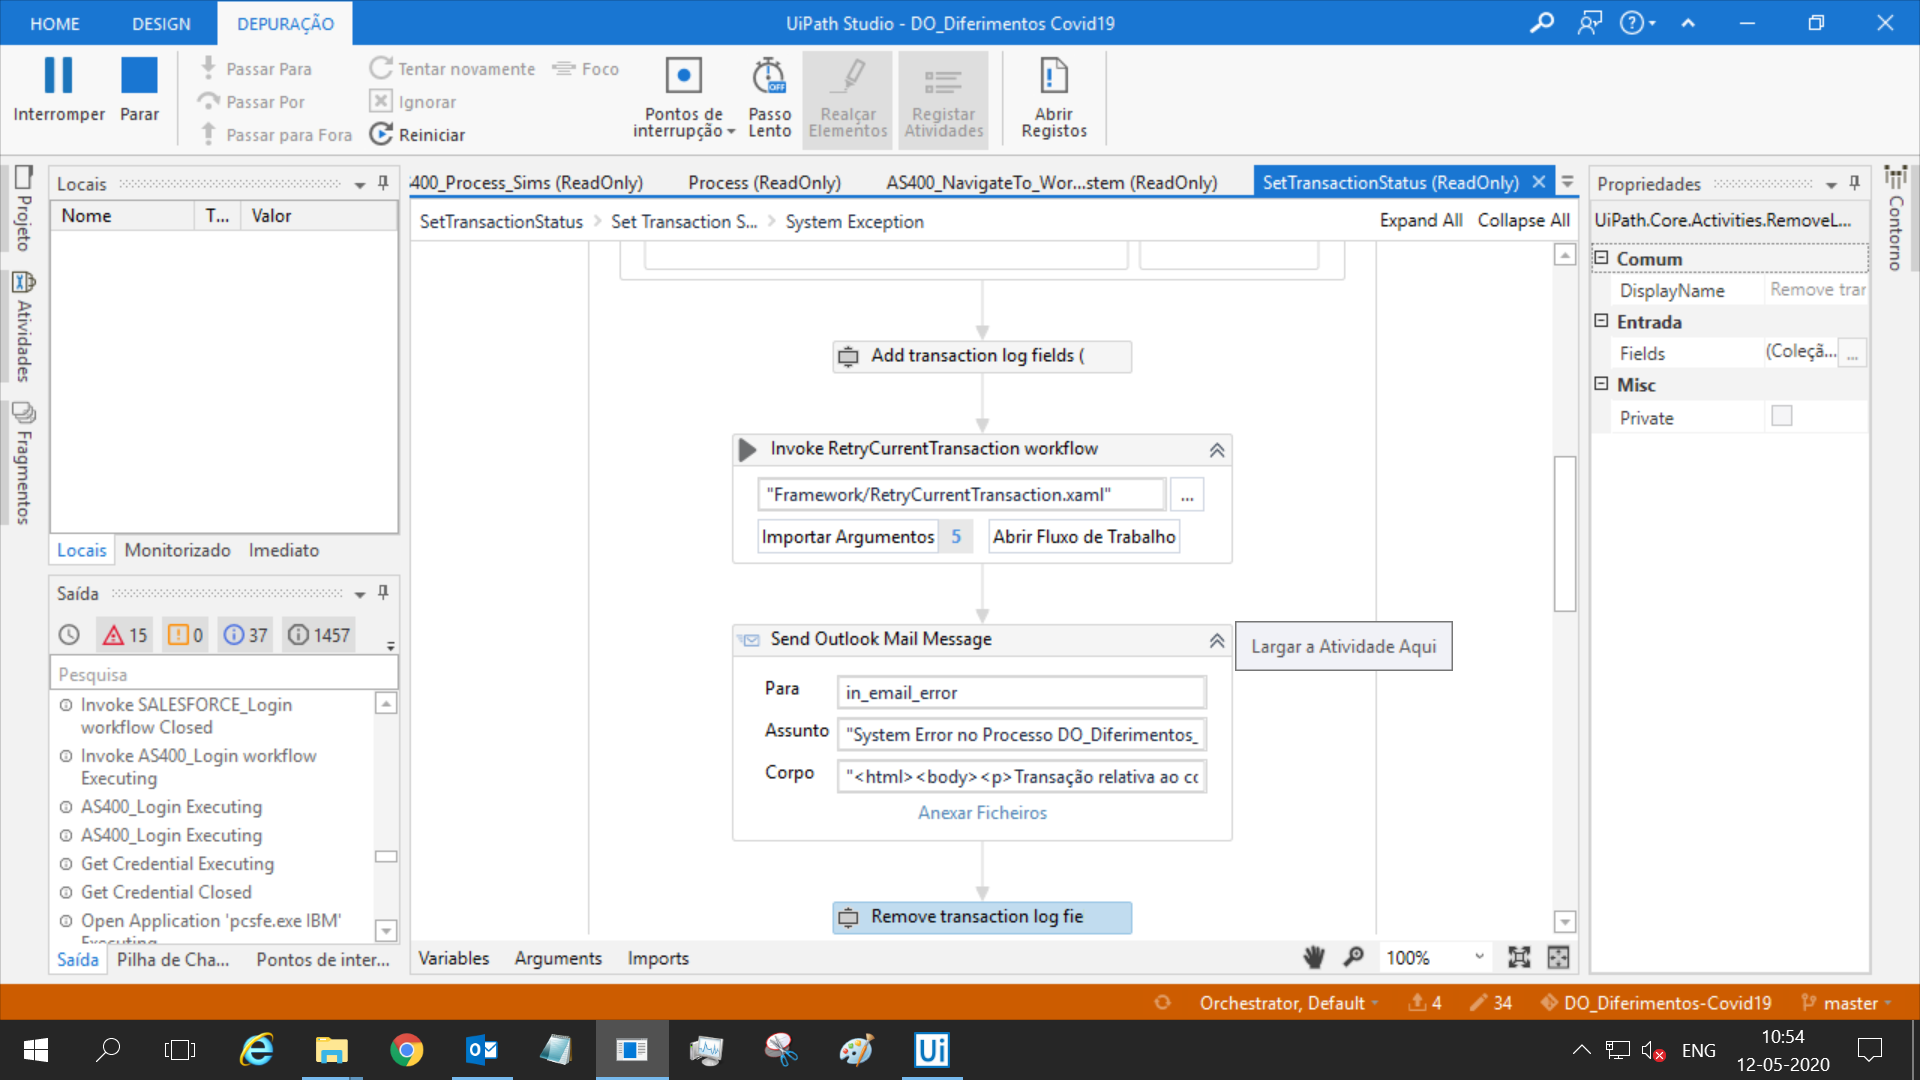 HOME
DESIGN
DEPURAÇÃO
UiPath Studio - DO_Diferimentos Covid19
Interromper
Parar
Passar Para
Passar Por
Passar para Fora
Tentar novamente
Ignorar
Reiniciar
Foco
Pontos de
interrupção
OFF
Passo
Lento
Realçar
Elementos
Registar
Atividades
Abrir
Registos
Projeto
Atividades
Fragmentos
Locais
Nome
T...
Valor
Locais
Monitorizado
Imediato
Saída
15
0
37
1457
Pesquisa
Invoke SALESFORCE_Login
workflow Closed
Invoke AS400_Login workflow
Executing
AS400_Login Executing
AS400_Login Executing
Get Credential Executing
Get Credential Closed
Open Application 'pcsfe.exe IBM'
Executing
Saída
Pilha de Cha...
Pontos de inter...
400_Process_Sims (ReadOnly)
Process (ReadOnly)
AS400_NavigateTo_Wor...stem (ReadOnly)
SetTransactionStatus (ReadOnly)
SetTransactionStatus
Set Transaction S...
System Exception
Expand All
Collapse All
Add transaction log fields (
Invoke RetryCurrentTransaction workflow
"Framework/RetryCurrentTransaction.xaml"
...
Importar Argumentos
5
Abrir Fluxo de Trabalho
Send Outlook Mail Message
Para
in_email_error
Assunto
"System Error no Processo DO_Diferimentos_
Corpo
"<html><body><p>Transação relativa ao co
Anexar Ficheiros
Largar a Atividade Aqui
Remove transaction log fie
Variables
Arguments
Imports
100%
Propriedades
UiPath.Core.Activities.RemoveL...
Comum
DisplayName
Remove trar
Entrada
Fields
(Coleçã...
...
Misc
Private
Contorno
Orchestrator, Default
4
34
DO_Diferimentos-Covid19
master
Ui
ENG
10:54
12-05-2020